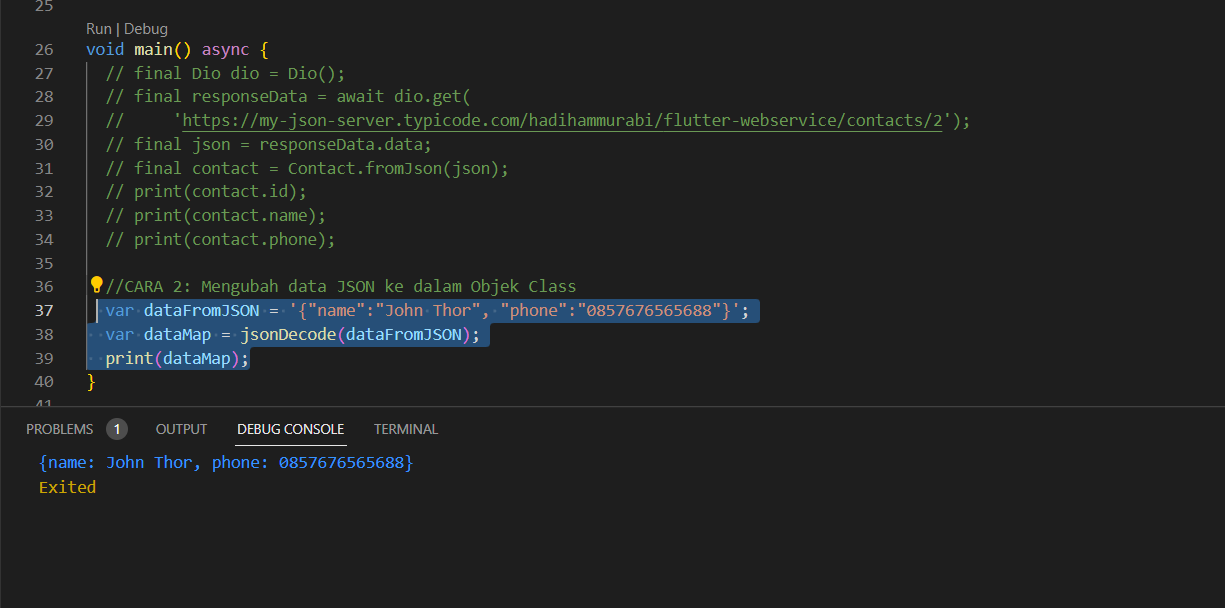 25
Run | Debug
26 void main() async {
27 // final Dio dio = Dio();
28 // final responseData = await dio.get(
29 //     'https://my-json-server.typicode.com/hadihammurabi/flutter-webservice/contacts/2');
30 // final json = responseData.data;
31 // final contact = Contact.fromJson(json);
32 // print(contact.id);
33 // print(contact.name);
34 // print(contact.phone);
35
36 //CARA 2: Mengubah data JSON ke dalam Objek Class
37 var dataFromJSON = '{"name":"John Thor", "phone":"0857676565688"}';
38 var dataMap = jsonDecode(dataFromJSON);
39 print(dataMap);
40 }
41
PROBLEMS 1 OUTPUT DEBUG CONSOLE TERMINAL
{name: John Thor, phone: 0857676565688}
Exited